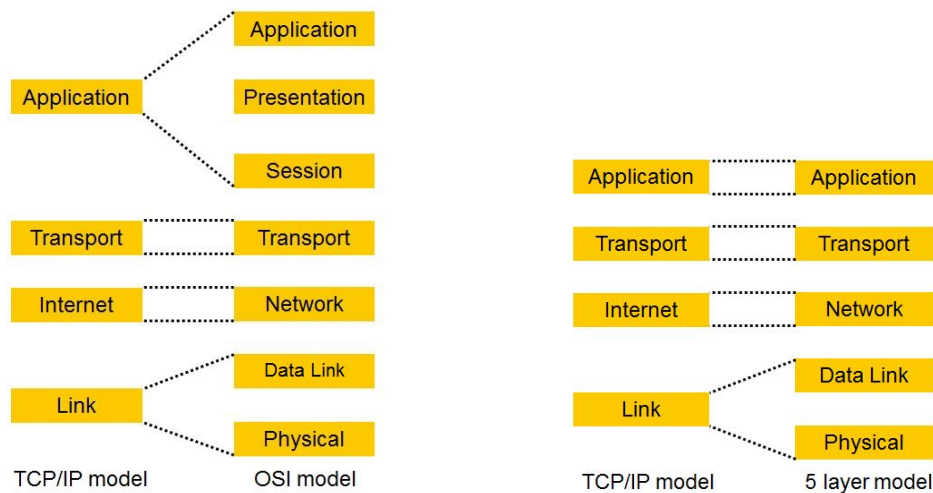 Application
Application
Presentation
Session
Transport
Transport
Internet
Network
Link
Data Link
Physical
TCP/IP model
OSI model
Application
Application
Transport
Transport
Internet
Network
Link
Data Link
Physical
TCP/IP model
5 layer model